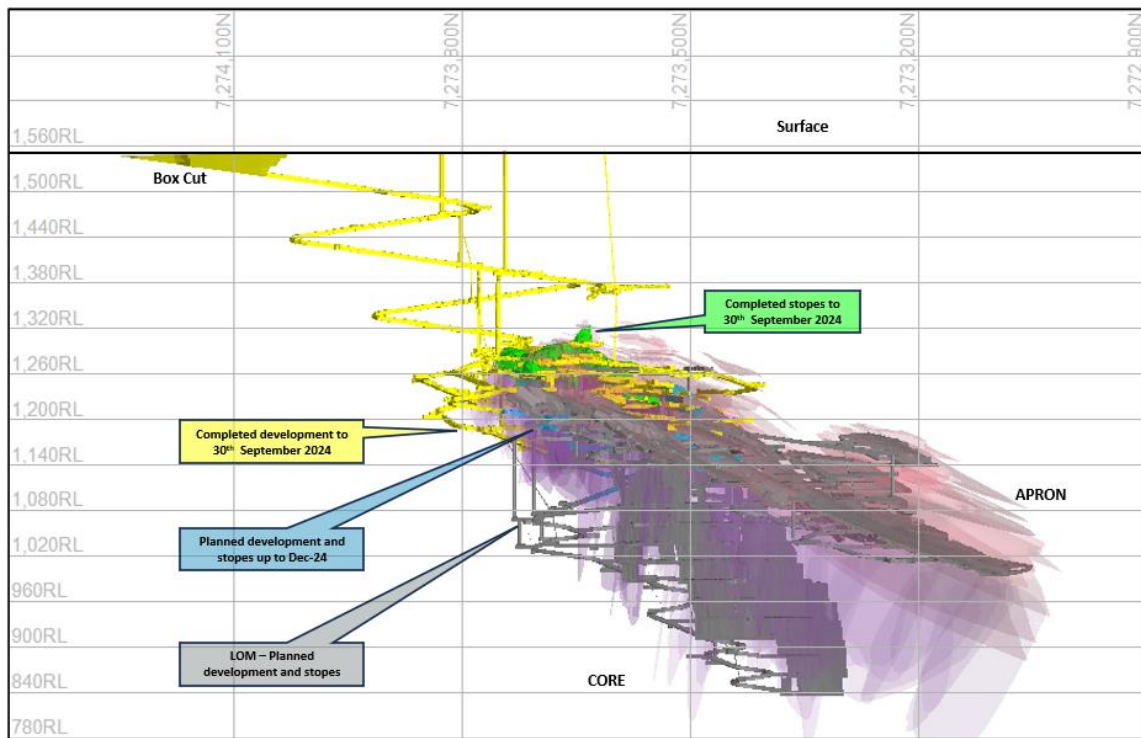 7,274,100N
7,273,800N
7,273,500N
7,273,200N
7,272,900N
1,560RL
Surface
Box Cut
1,500RL
1,440RL
1,380RL
Completed stopes to
30th September 2024
1,320RL
1,260RL
1,200RL
Completed development to
30th September 2024
1,140RL
APRON
1,080RL
Planned development and
stopes up to Dec-24
1,020RL
960RL
900RL
LOM – Planned
development and stopes
840RL
CORE
780RL